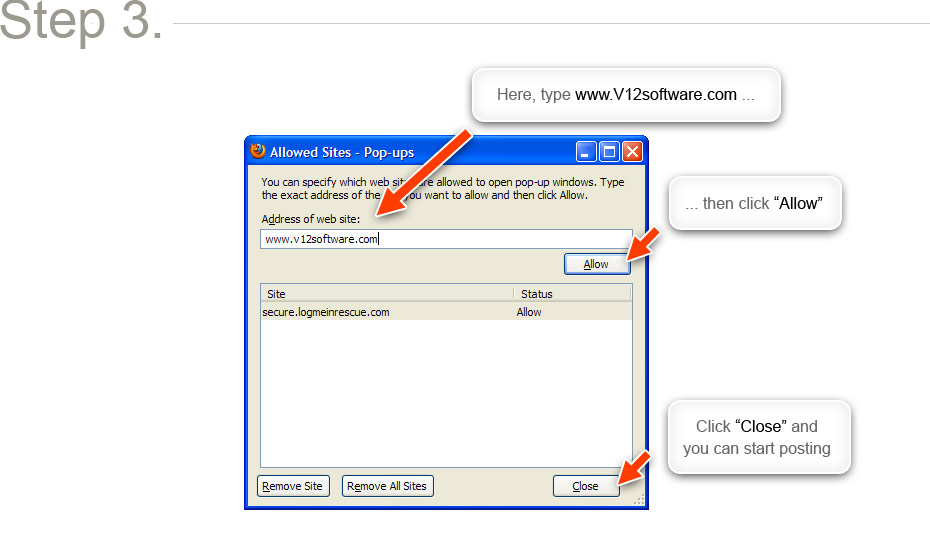 Step 3.
Here, type www.V12software.com ...
Allowed Sites - Pop-ups
You can specify which web sit are allowed to open pop-up windows. Type
the exact address of the you want to allow and then click Allow.
... then click “Allow”
Address of web site:
www.v12software.com
Allow
Site Status
secure.logmeinrescue.com Allow
Click “Close” and
you can start posting
Remove Site Remove All Sites Close